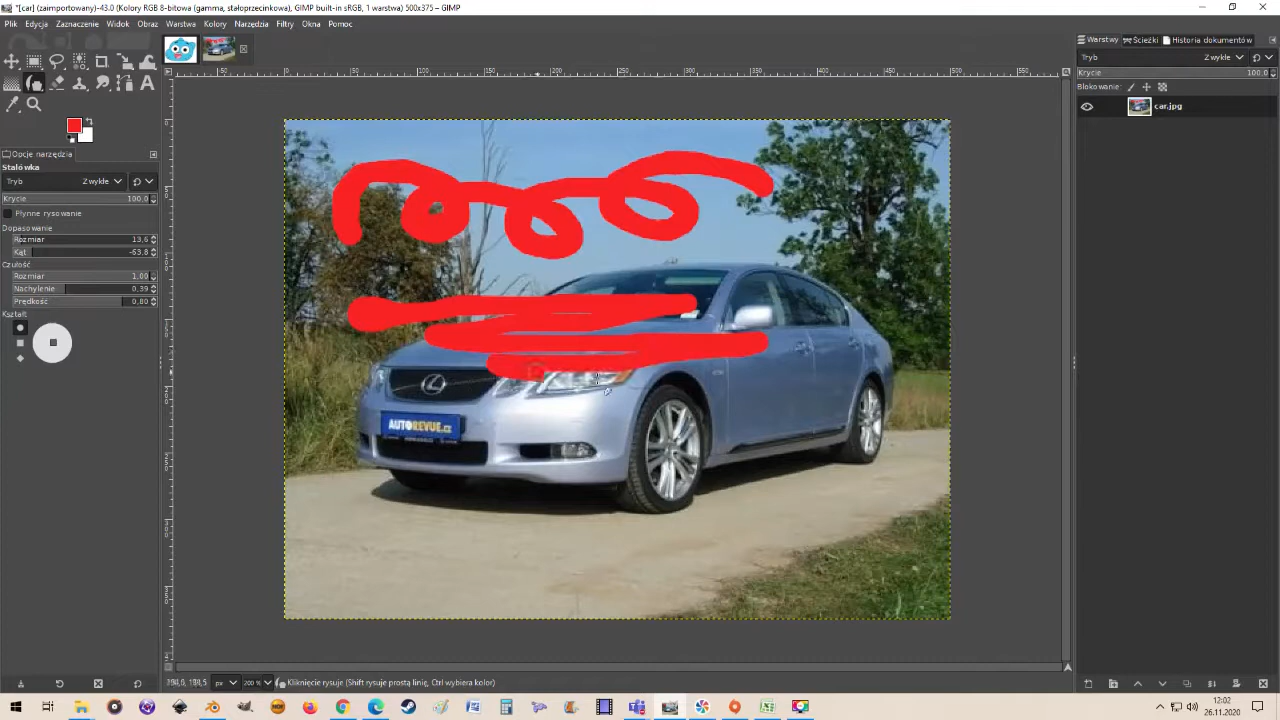 *[car] (zaimportowany)-43.0 (Kolory RGB 8-bitowa (gamma, stałoprzecinkowa), GIMP built-in sRGB, 1 warstwa) 500x375 – GIMP
Plik Edycja Zaznaczenie Widok Obraz Warstwa Kolory Narzędzia Filtry Okna Pomoc
Opcje narzędzia
Stalówka
Tryb Zwykłe
Krycie 100,0
Płynne rysowanie
Dopasowanie
Rozmiar 13,6
Kąt -63,8
Czułość
Rozmiar 1,00
Nachylenie 0,39
Prędkość 0,80
Kształt
AUTOREVUE.cz
Warstwy Ścieżki Historia dokumentów
Tryb Zwykłe
Krycie 100,0
Blokowanie:
car.jpg
px 200 % Kliknięcie rysuje (Shift rysuje prostą linię, Ctrl wybiera kolor)
12:02
26.11.2020